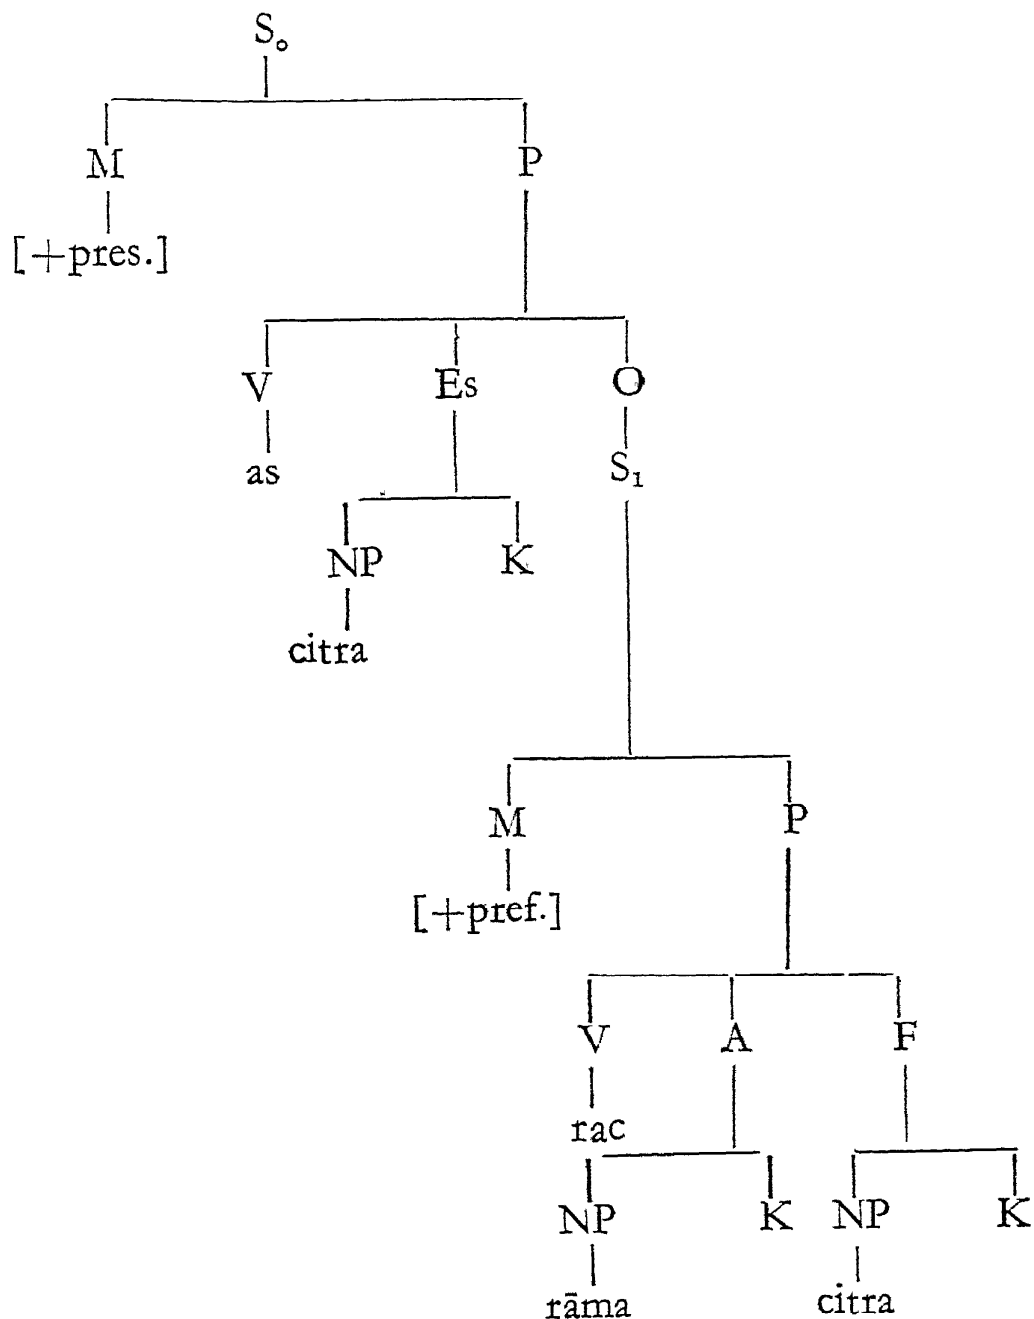 S₀
M P
[+pres.]
V Es O
as S₁
NP K
citra
M P
[+pref.]
V A F
rac
NP K NP K
rāma citra